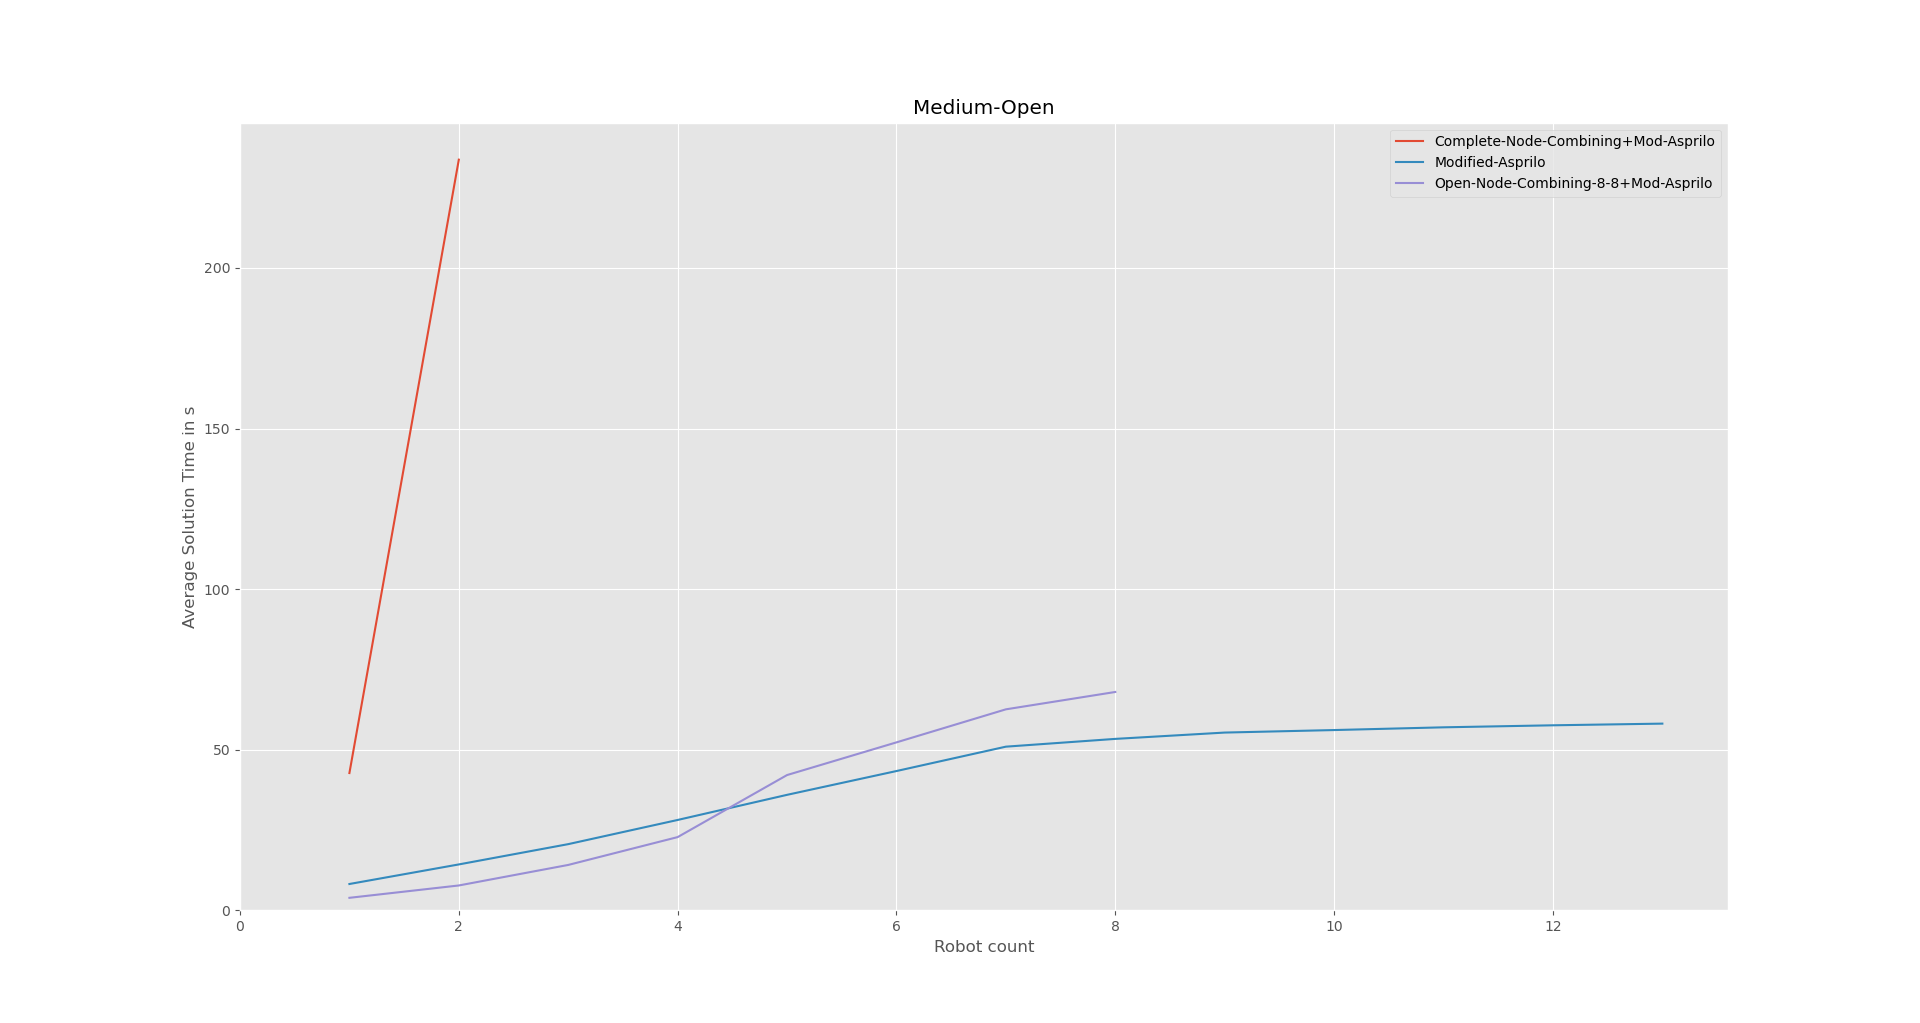 Medium-Open
Complete-Node-Combining+Mod-Asprilo
Modified-Asprilo
Open-Node-Combining-8-8+Mod-Asprilo
Average Solution Time in s
200
150
100
50
0
0 2 4 6 8 10 12
Robot count